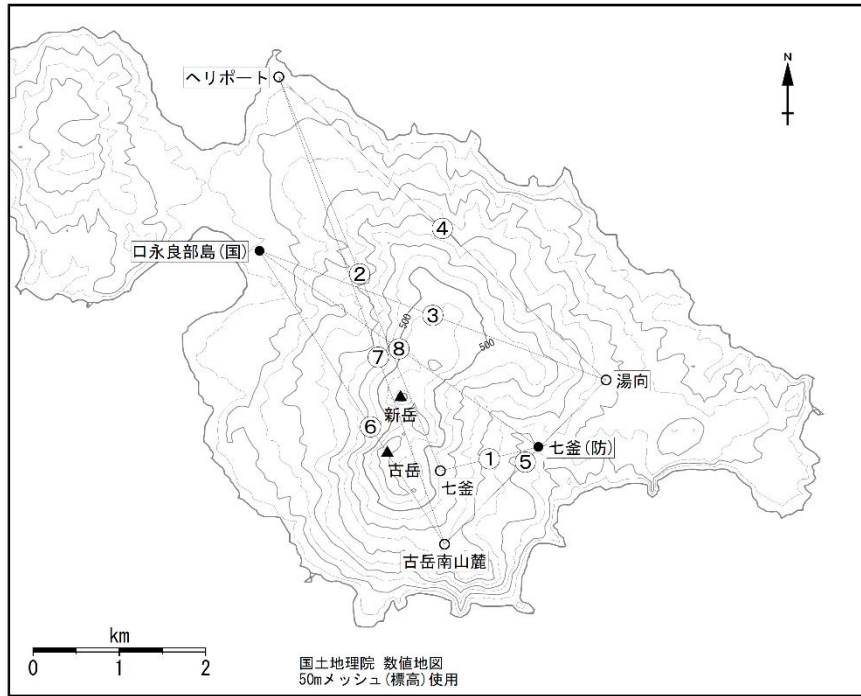 N
ヘリポート
④
口永良部島(国)
②
③
500
⑧
500
⑦
湯向
新岳
⑥
七釜(防)
古岳
①
⑤
七釜
古岳南山麓
km
0 1 2
国土地理院 数値地図
50mメッシュ(標高)使用